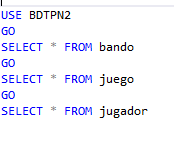 USE BDTPN2
GO
SELECT * FROM bando
GO
SELECT * FROM juego
GO
SELECT * FROM jugador